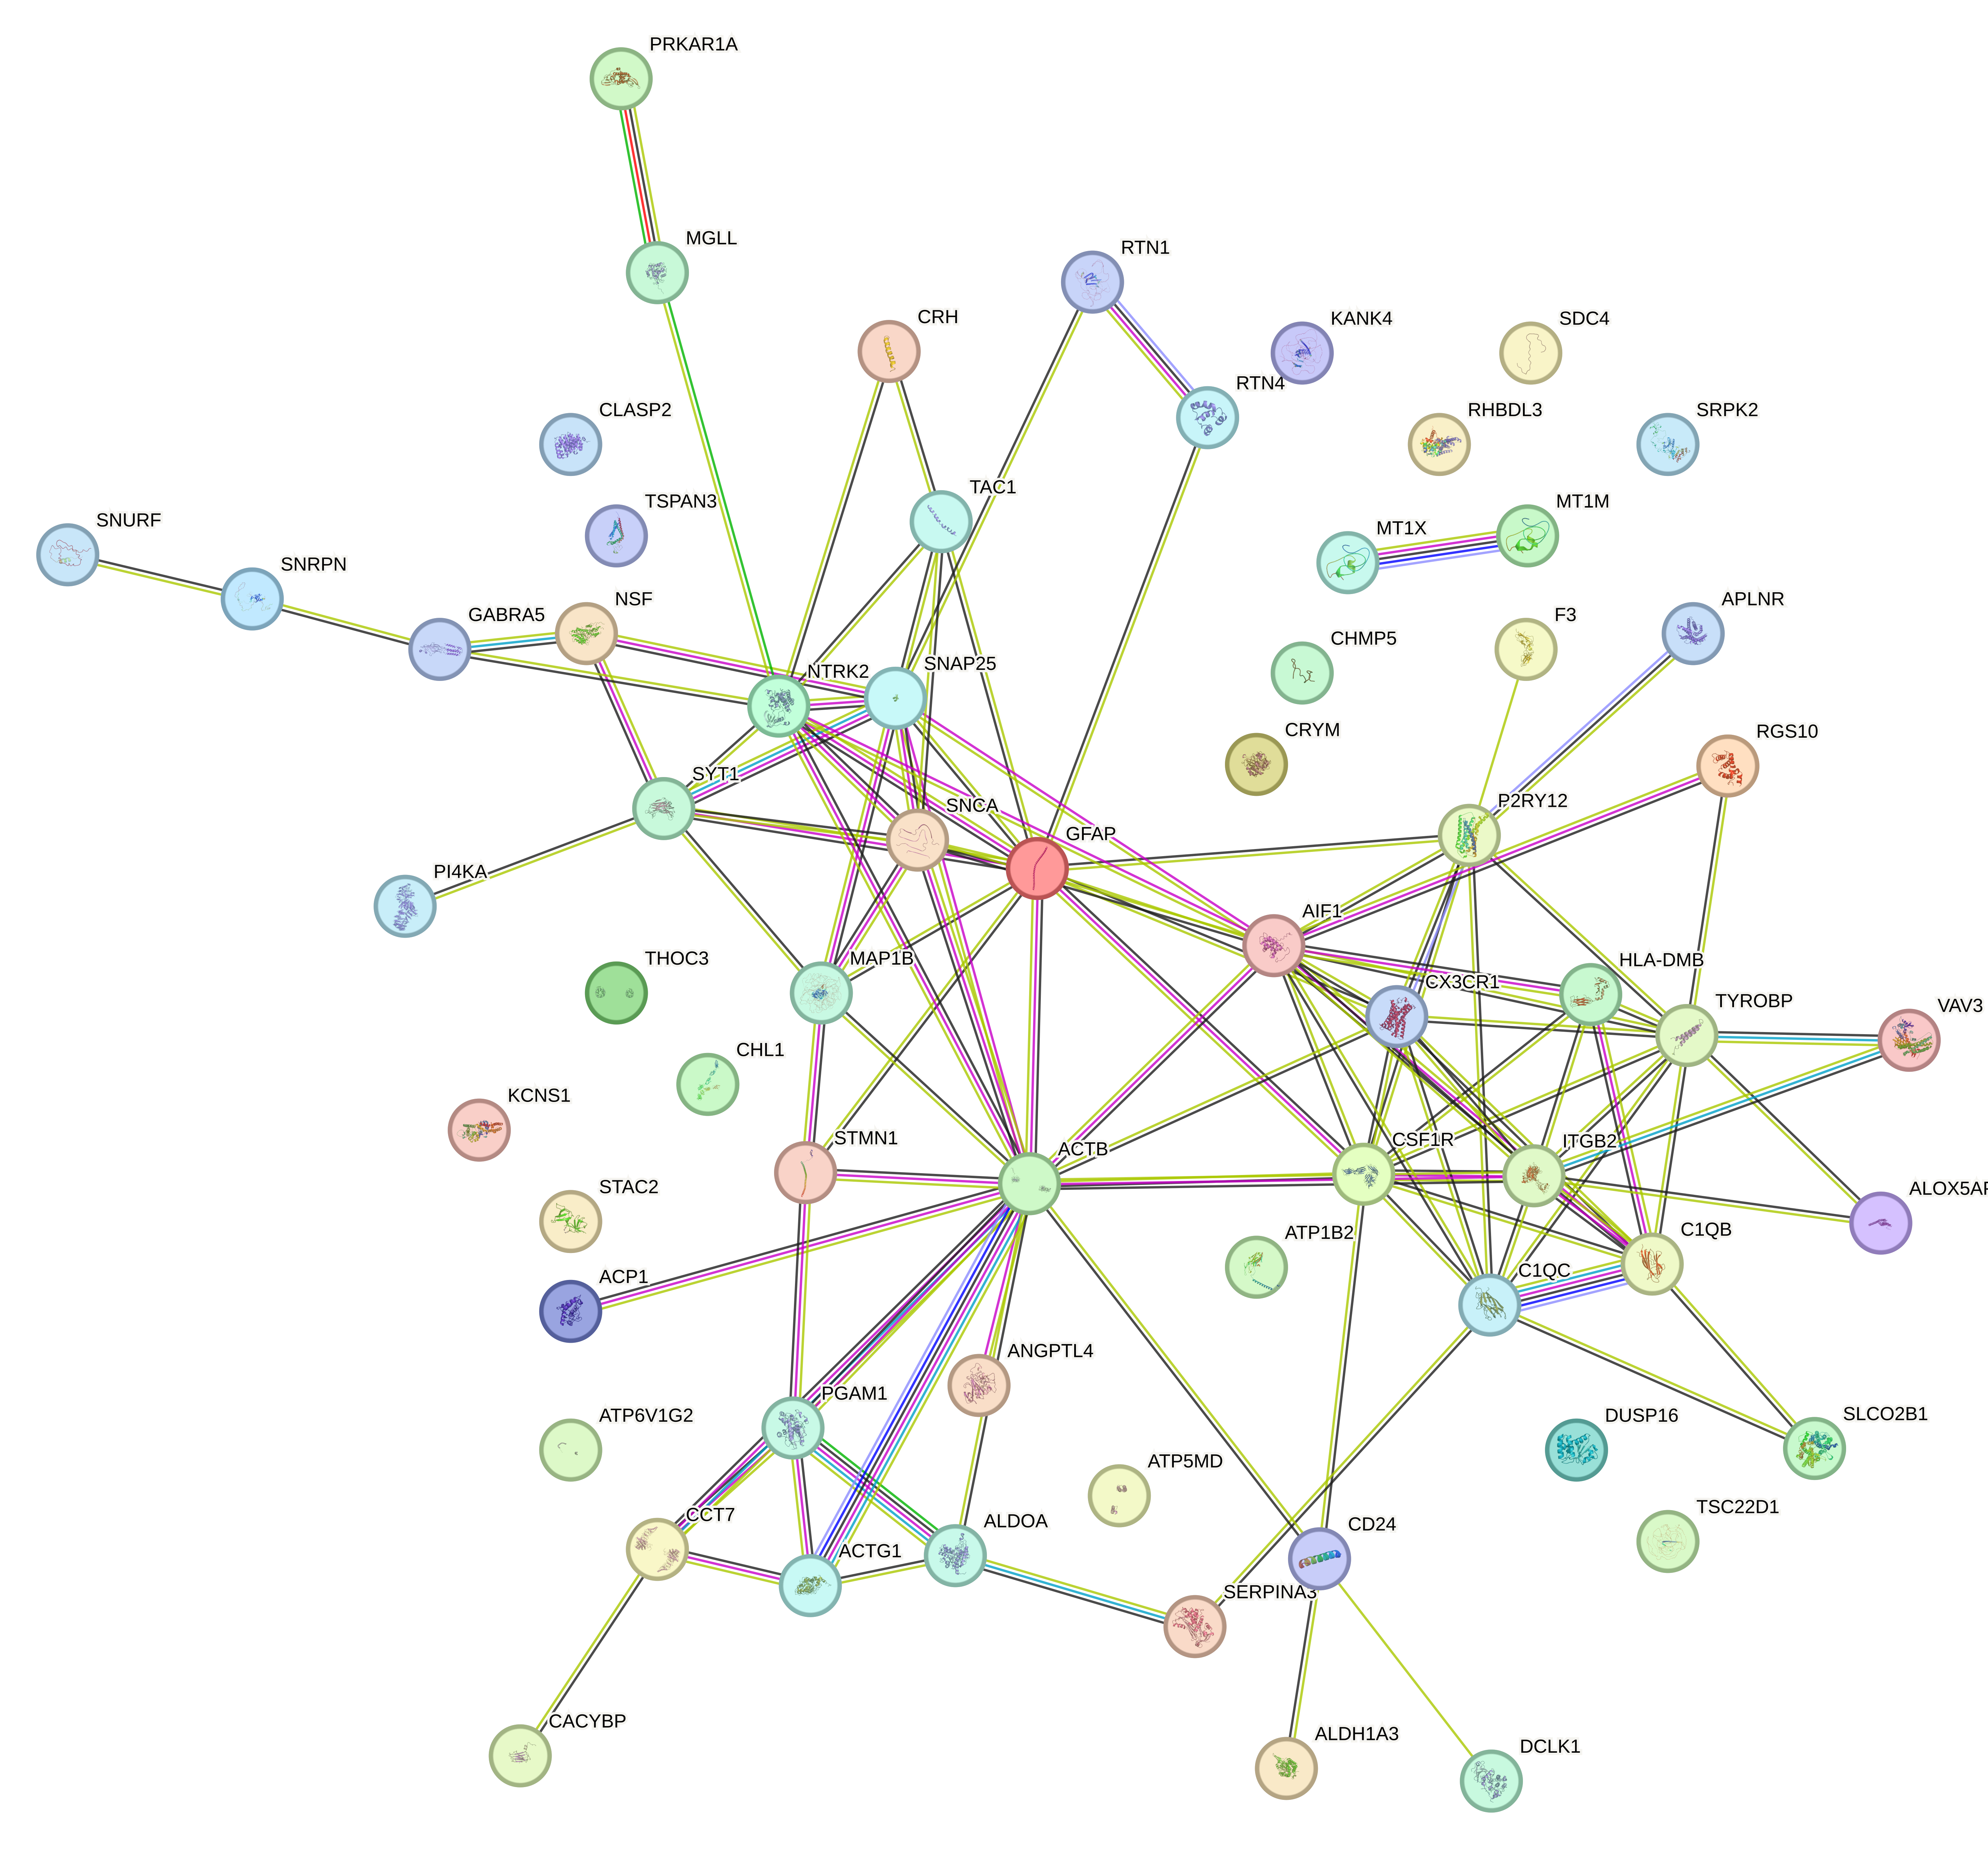 PRKAR1A
MGLL
RTN1
CRH
KANK4
SDC4
RTN4
CLASP2
RHBDL3
SRPK2
TAC1
TSPAN3
MT1M
SNURF
MT1X
SNRPN
NSF
APLNR
GABRA5
F3
CHMP5
SNAP25
NTRK2
CRYM
RGS10
SYT1
P2RY12
SNCA
GFAP
PI4KA
AIF1
THOC3
MAP1B
HLA-DMB
CX3CR1
TYROBP
VAV3
CHL1
KCNS1
STMN1
CSF1R
ITGB2
ACTB
STAC2
ALOX5AP
C1QB
ATP1B2
C1QC
ACP1
ANGPTL4
PGAM1
ATP6V1G2
DUSP16
SLCO2B1
ATP5MD
TSC22D1
CCT7
ALDOA
CD24
ACTG1
SERPINA3
CACYBP
ALDH1A3
DCLK1